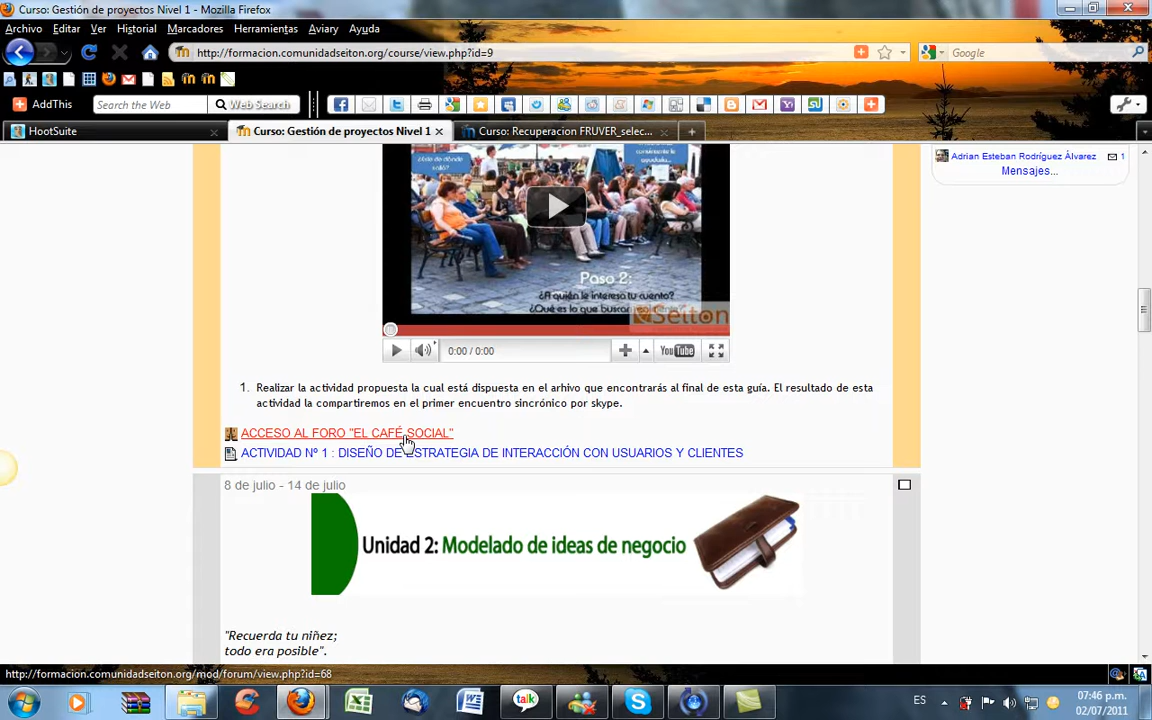 Curso: Gestión de proyectos Nivel 1 - Mozilla Firefox
Archivo Editar Ver Historial Marcadores Herramientas Aviary Ayuda
http://formacion.comunidadseiton.org/course/view.php?id=9
Google
AddThis Search the Web Web Search
HootSuite
Curso: Gestión de proyectos Nivel 1
Curso: Recuperacion FRUVER_selec...
Adrian Esteban Rodríguez Álvarez 1
Mensajes...
Paso 2:
¿A quién le interesa tu cuento?
Seiton
0:00 / 0:00
YouTube
1. Realizar la actividad propuesta la cual está dispuesta en el arhivo que encontrarás al final de esta guía. El resultado de esta
actividad la compartiremos en el primer encuentro sincrónico por skype.
ACCESO AL FORO "EL CAFÉ SOCIAL"
ACTIVIDAD Nº 1 : DISEÑO DE ESTRATEGIA DE INTERACCIÓN CON USUARIOS Y CLIENTES
8 de julio - 14 de julio
Unidad 2: Modelado de ideas de negocio
"Recuerda tu niñez;
todo era posible".
http://formacion.comunidadseiton.org/mod/forum/view.php?id=68
talk
ES
07:46 p.m.
02/07/2011